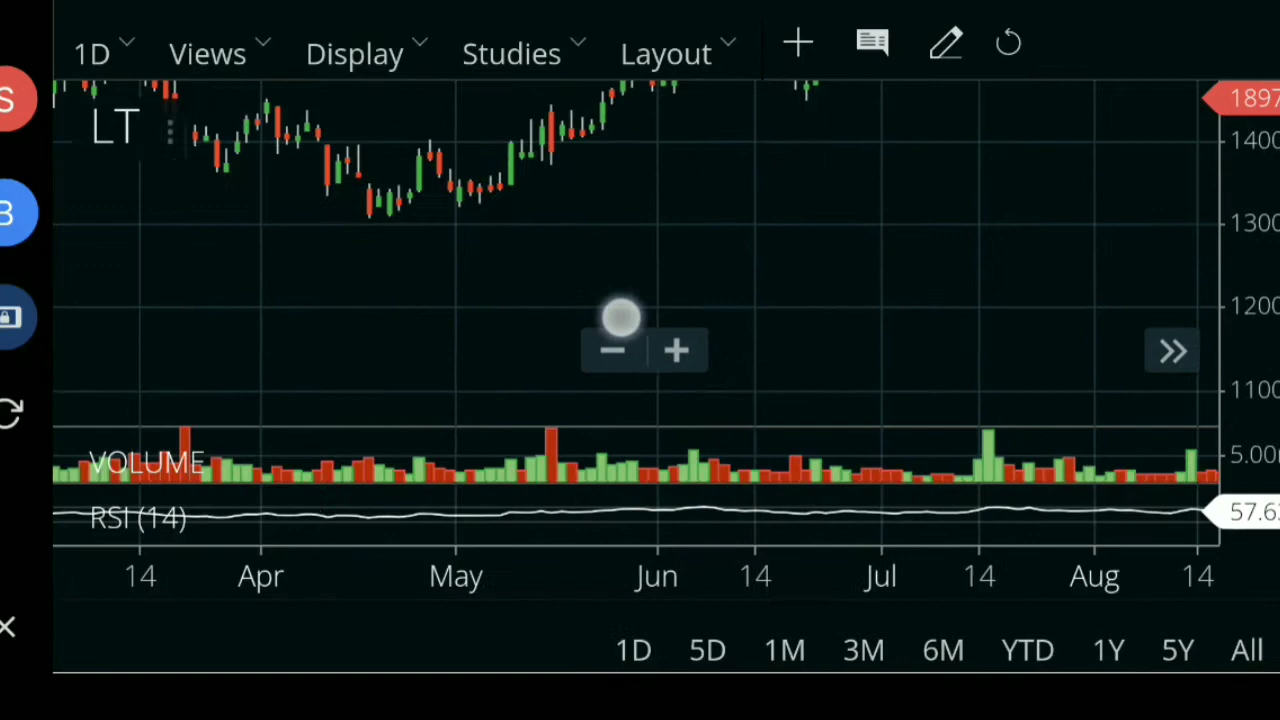 1D Views Display Studies Layout
S
1897
LT
1400
B
1300
1200
1100
VOLUME
5.00
RSI (14)
57.6
14 Apr May Jun 14 Jul 14 Aug 14
1D 5D 1M 3M 6M YTD 1Y 5Y All